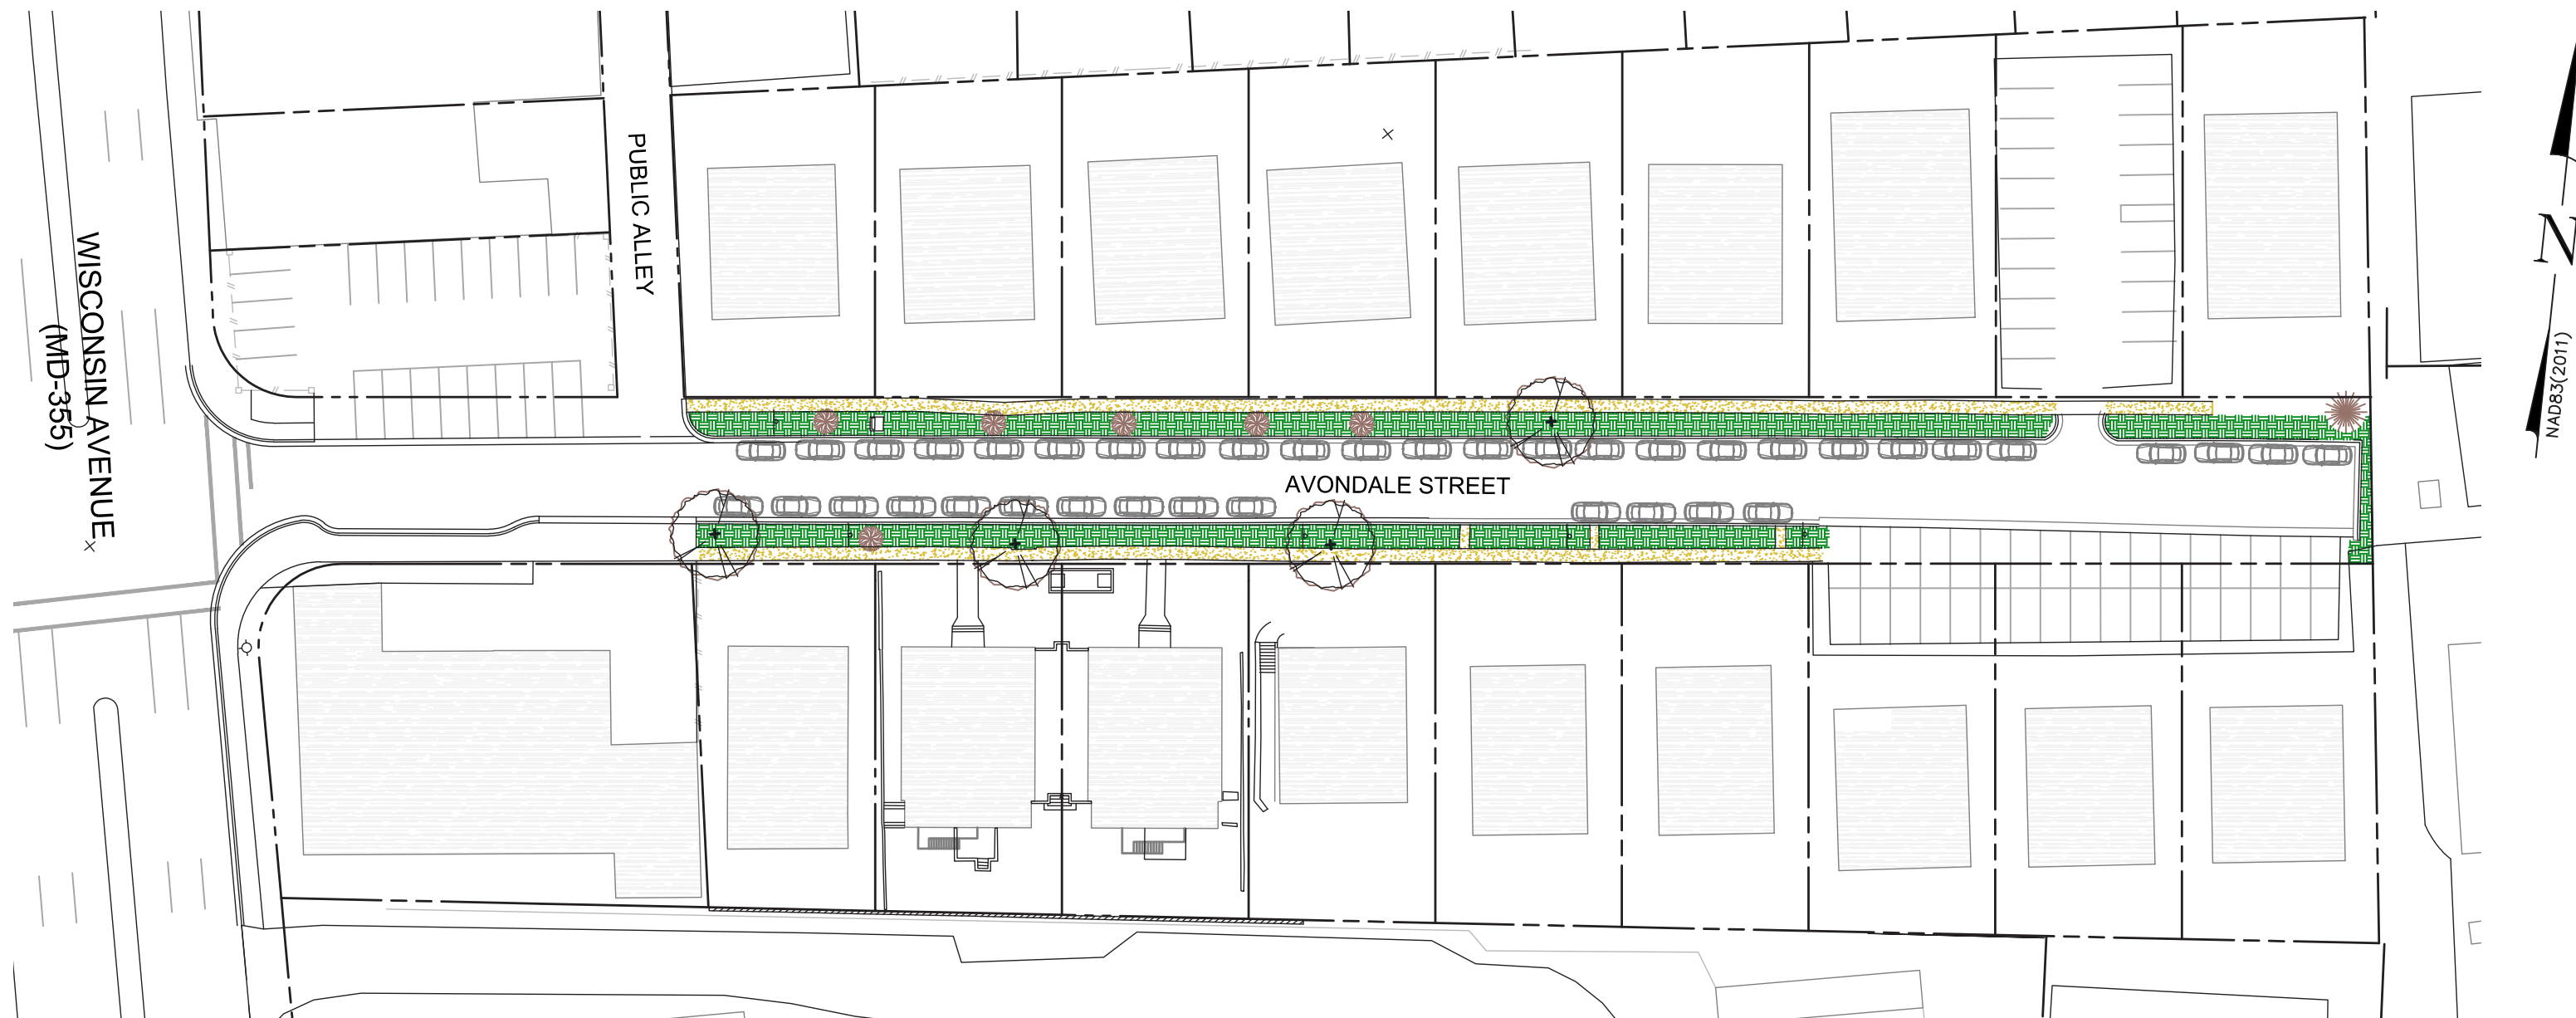 PUBLIC ALLEY
WISCONSIN AVENUE
(MD-355)
AVONDALE STREET
N
NAD83(2011)